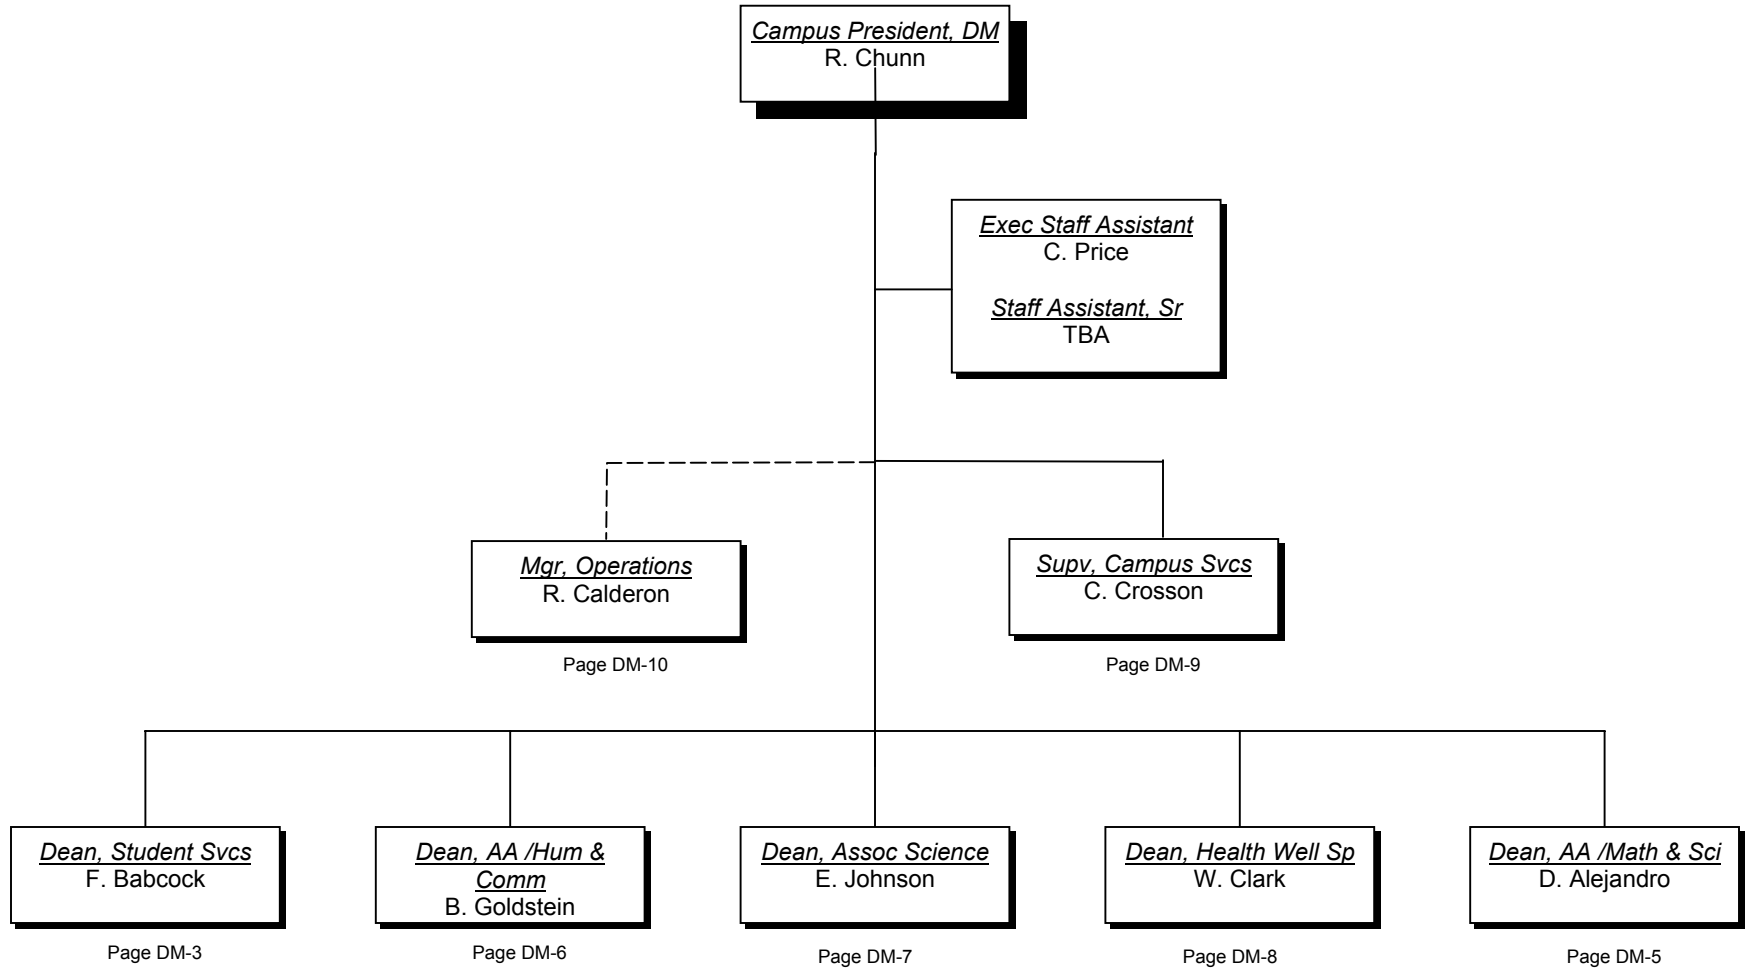 Campus President, DM
R. Chunn
Exec Staff Assistant
C. Price
Staff Assistant, Sr
TBA
Mgr, Operations
R. Calderon
Page DM-10
Supv, Campus Svcs
C. Crosson
Page DM-9
Dean, Student Svcs
F. Babcock
Page DM-3
Dean, AA /Hum &
Comm
B. Goldstein
Page DM-6
Dean, Assoc Science
E. Johnson
Page DM-7
Dean, Health Well Sp
W. Clark
Page DM-8
Dean, AA /Math & Sci
D. Alejandro
Page DM-5